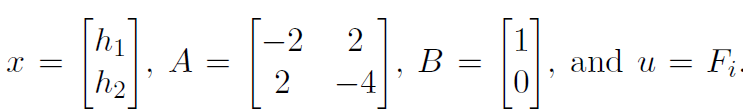 x = [h₁ h₂], A = [−2 2 2 −4], B = [1 0], and u = Fᵢ.